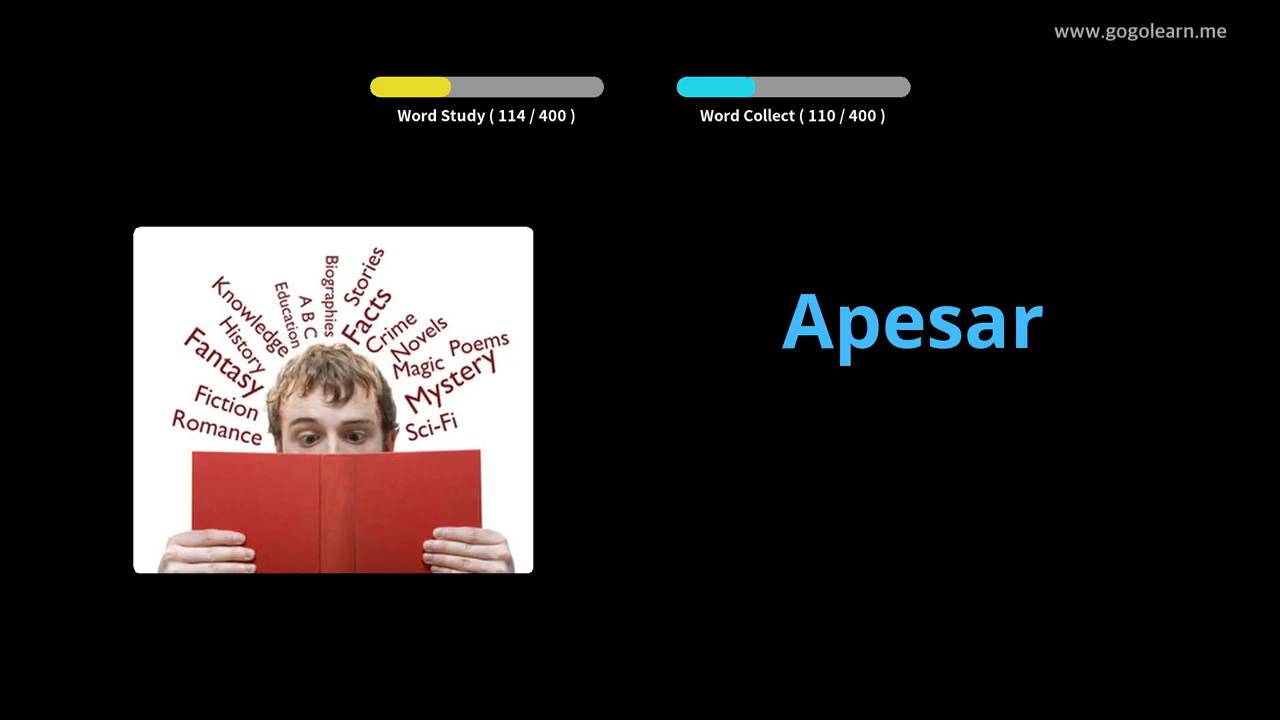 www.gogolearn.me
Word Study ( 114 / 400 )
Word Collect ( 110 / 400 )
Apesar
Biographies
Stories
Education
A B C
Facts
Knowledge
Crime
History
Novels
Fantasy
Magic
Poems
Mystery
Fiction
Romance
Sci-Fi